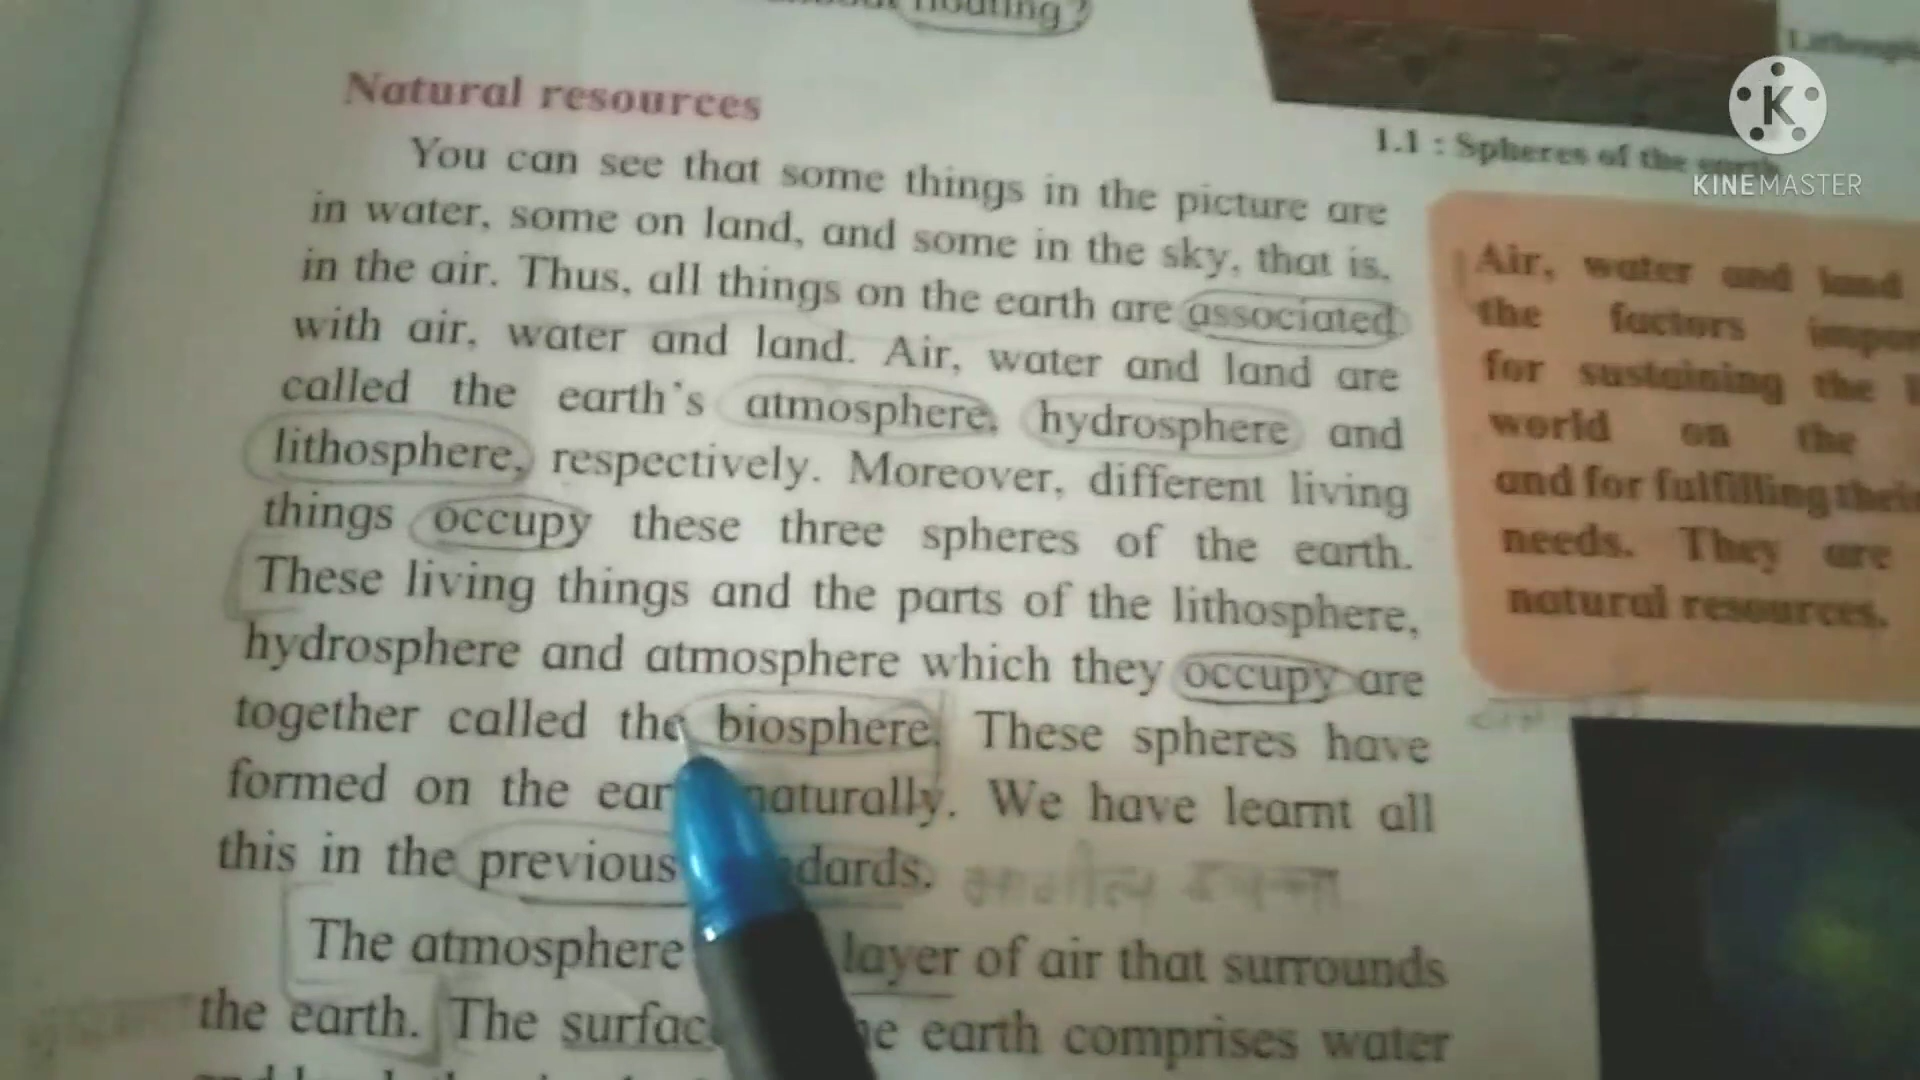 floating?
Natural resources
You can see that some things in the picture are
in water, some on land, and some in the sky, that is,
in the air. Thus, all things on the earth are associated
with air, water and land. Air, water and land are
called the earth's atmosphere, hydrosphere and
lithosphere, respectively. Moreover, different living
things occupy these three spheres of the earth.
These living things and the parts of the lithosphere,
hydrosphere and atmosphere which they occupy are
together called the biosphere. These spheres have
formed on the ear naturally. We have learnt all
this in the previous dards.
The atmosphere layer of air that surrounds
the earth. The surfac he earth comprises water
1.1 : Spheres of the earth
Air, water and land
the factors impor
for sustaining the l
world on the
and for fulfilling their
needs. They are
natural resources.
K
KINEMASTER